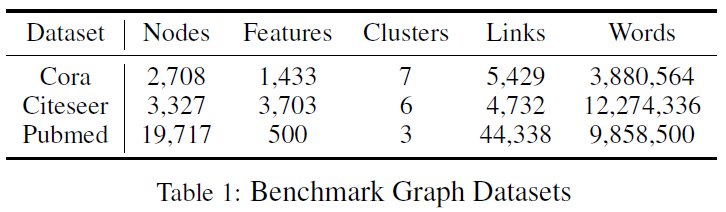 Dataset Nodes Features Clusters Links Words
Cora 2,708 1,433 7 5,429 3,880,564
Citeseer 3,327 3,703 6 4,732 12,274,336
Pubmed 19,717 500 3 44,338 9,858,500
Table 1: Benchmark Graph Datasets